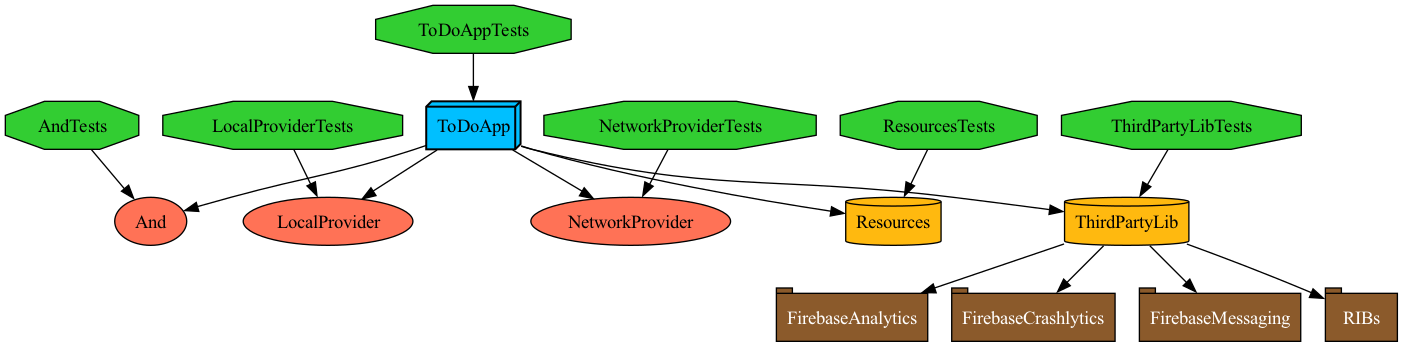 ToDoAppTests
AndTests
LocalProviderTests
ToDoApp
NetworkProviderTests
ResourcesTests
ThirdPartyLibTests
And
LocalProvider
NetworkProvider
Resources
ThirdPartyLib
FirebaseAnalytics
FirebaseCrashlytics
FirebaseMessaging
RIBs